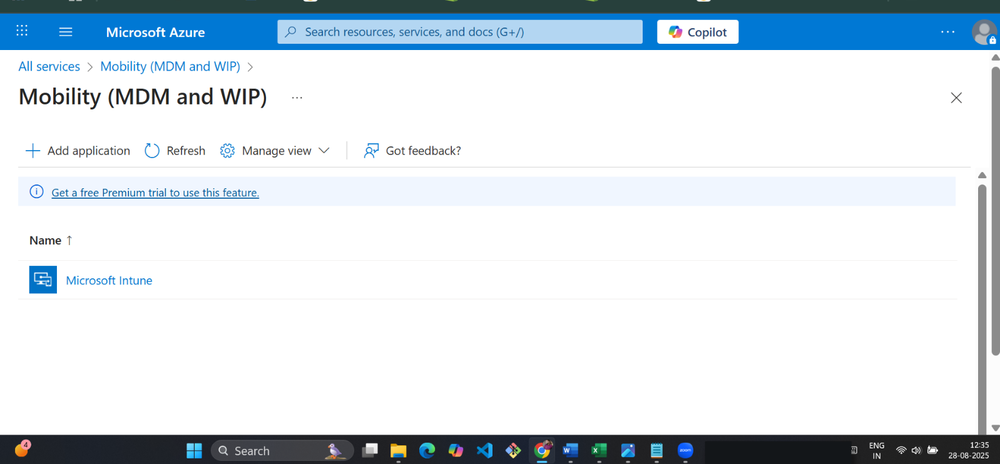 Microsoft Azure
Search resources, services, and docs (G+/)
Copilot
All services > Mobility (MDM and WIP) >
Mobility (MDM and WIP) ...
Add application
Refresh
Manage view
Got feedback?
Get a free Premium trial to use this feature.
Name ↑
Microsoft Intune
4
Search
W
X
zoom
ENG
IN
12:35
28-08-2025